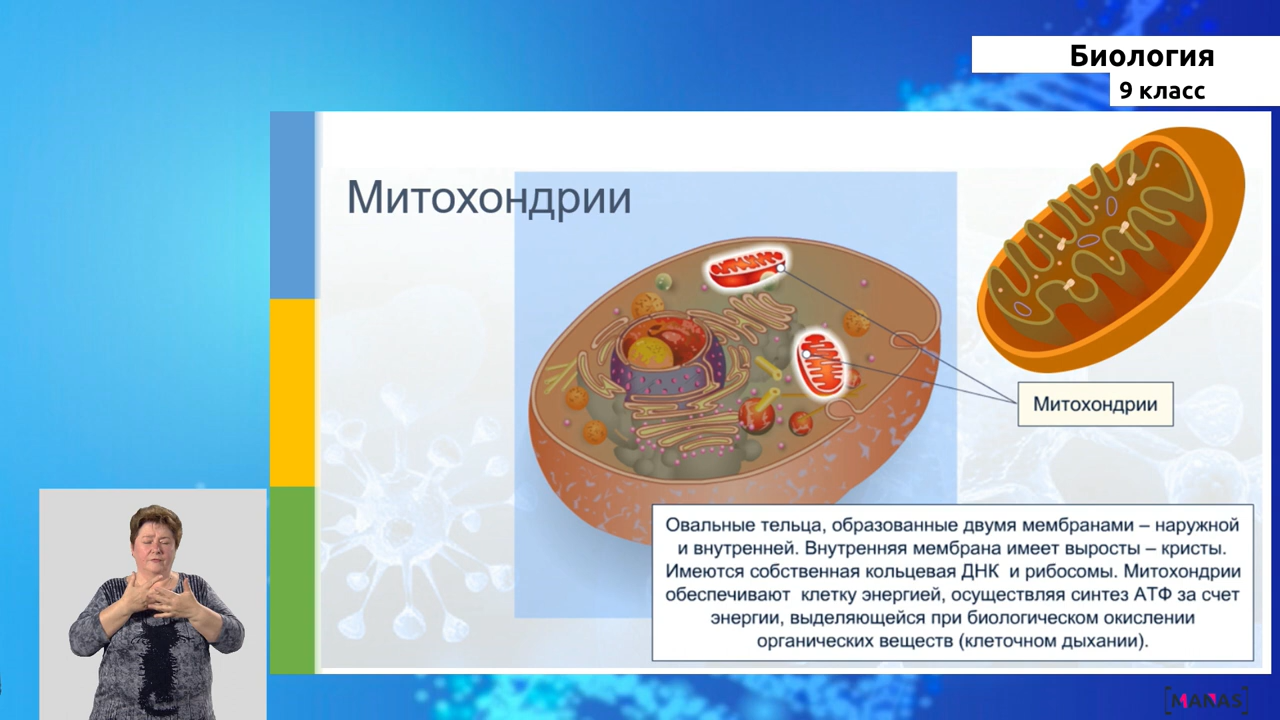 Биология
9 класс
Митохондрии
Митохондрии
Овальные тельца, образованные двумя мембранами – наружной
и внутренней. Внутренняя мембрана имеет выросты – кристы.
Имеются собственная кольцевая ДНК и рибосомы. Митохондрии
обеспечивают клетку энергией, осуществляя синтез АТФ за счет
энергии, выделяющейся при биологическом окислении
органических веществ (клеточном дыхании).
[MANAS]